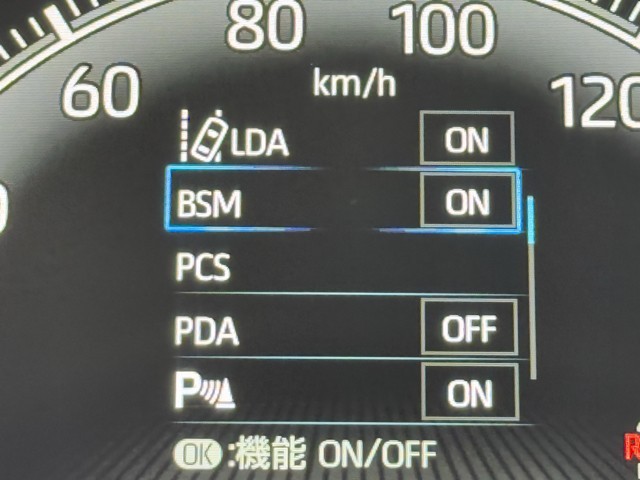 80 100
60 km/h 120
LDA ON
BSM ON
PCS
PDA OFF
P ON
OK :機能 ON/OFF